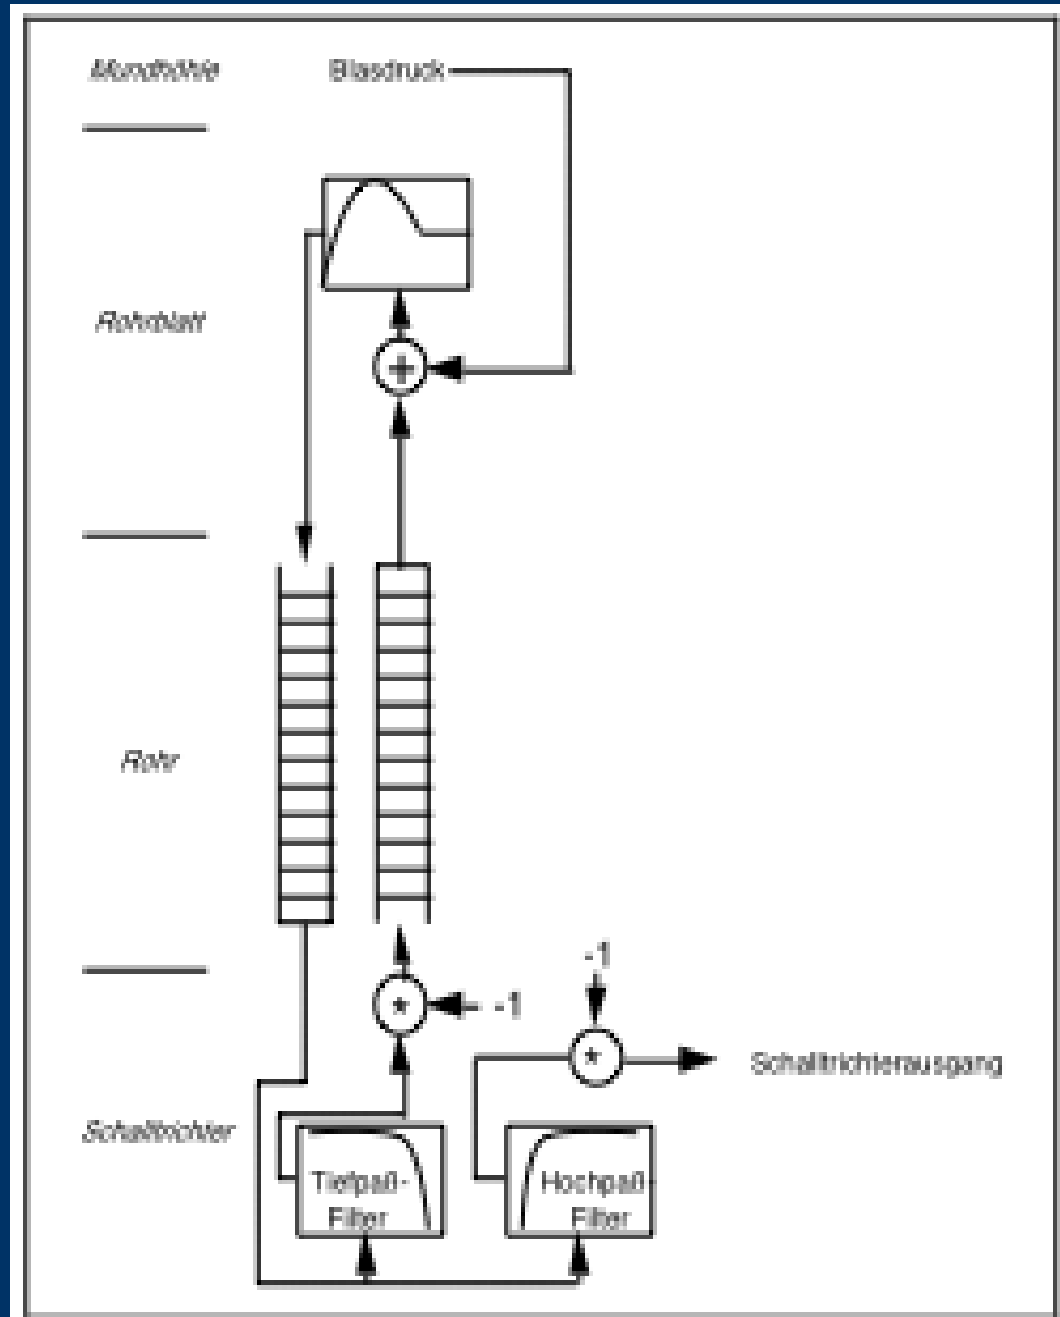 Mundhöhle
Blasdruck
Rohrblatt
Rohr
-1
-1
Schalltrichterausgang
Schalltrichter
Tiefpaß-
Filter
Hochpaß-
Filter